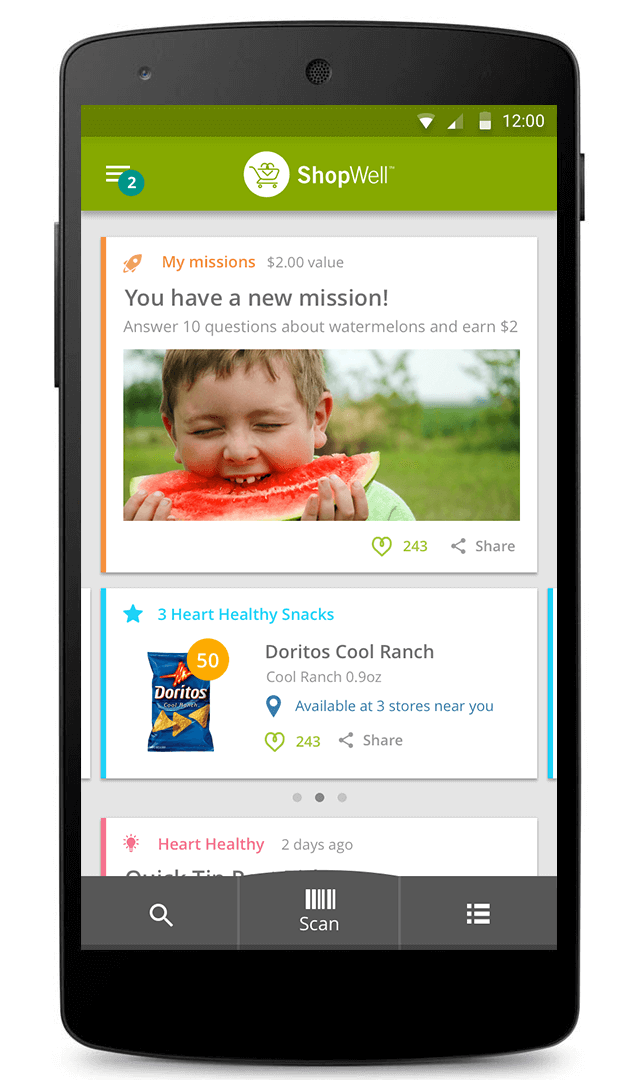 12:00
2
ShopWell™
My missions $2.00 value
You have a new mission!
Answer 10 questions about watermelons and earn $2
243 Share
3 Heart Healthy Snacks
50
Doritos
Cool Ranch.
Doritos Cool Ranch
Cool Ranch 0.9oz
Available at 3 stores near you
243 Share
Heart Healthy 2 days ago
Quick Tip
Scan